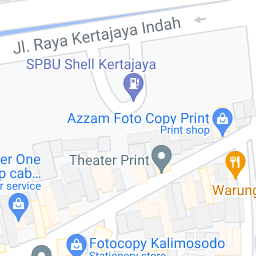 Jl. Raya Kertajaya Indah
SPBU Shell Kertajaya
Azzam Foto Copy Print
Print shop
Theater Print
er One
p cab...
r service
Warung
Fotocopy Kalimosodo
Stationery store